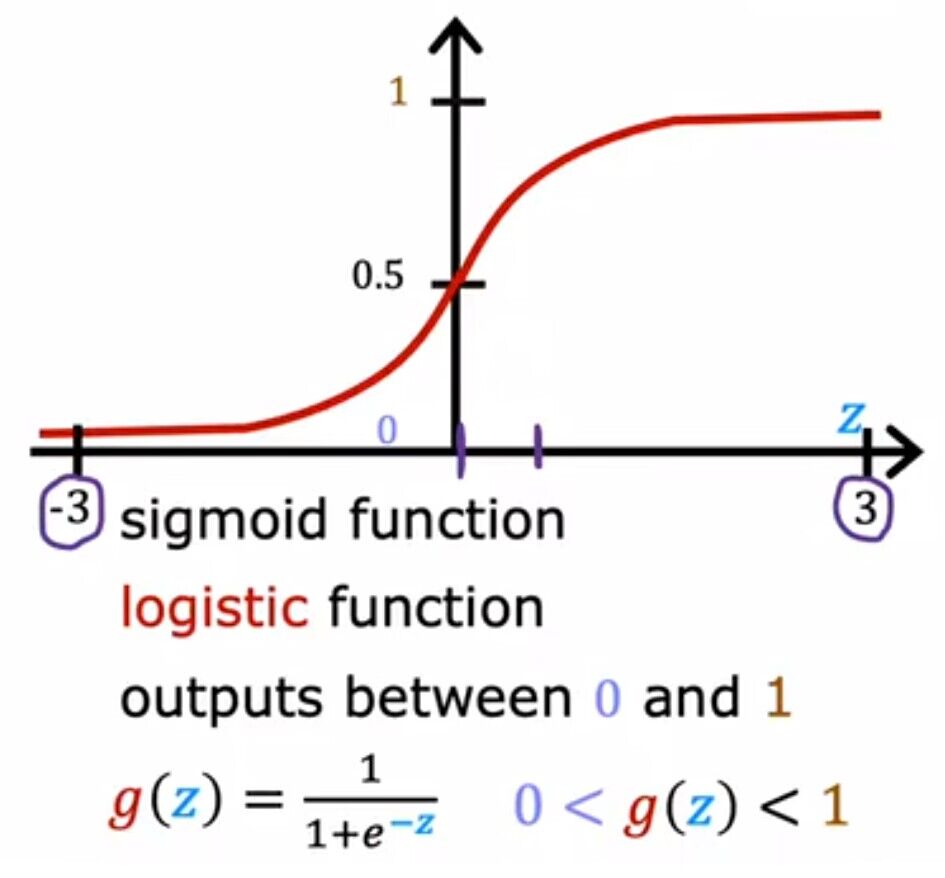 1
0.5
0
z
-3
3
sigmoid function
logistic function
outputs between 0 and 1
g(z) = 1/(1+e^{-z}) 0 < g(z) < 1